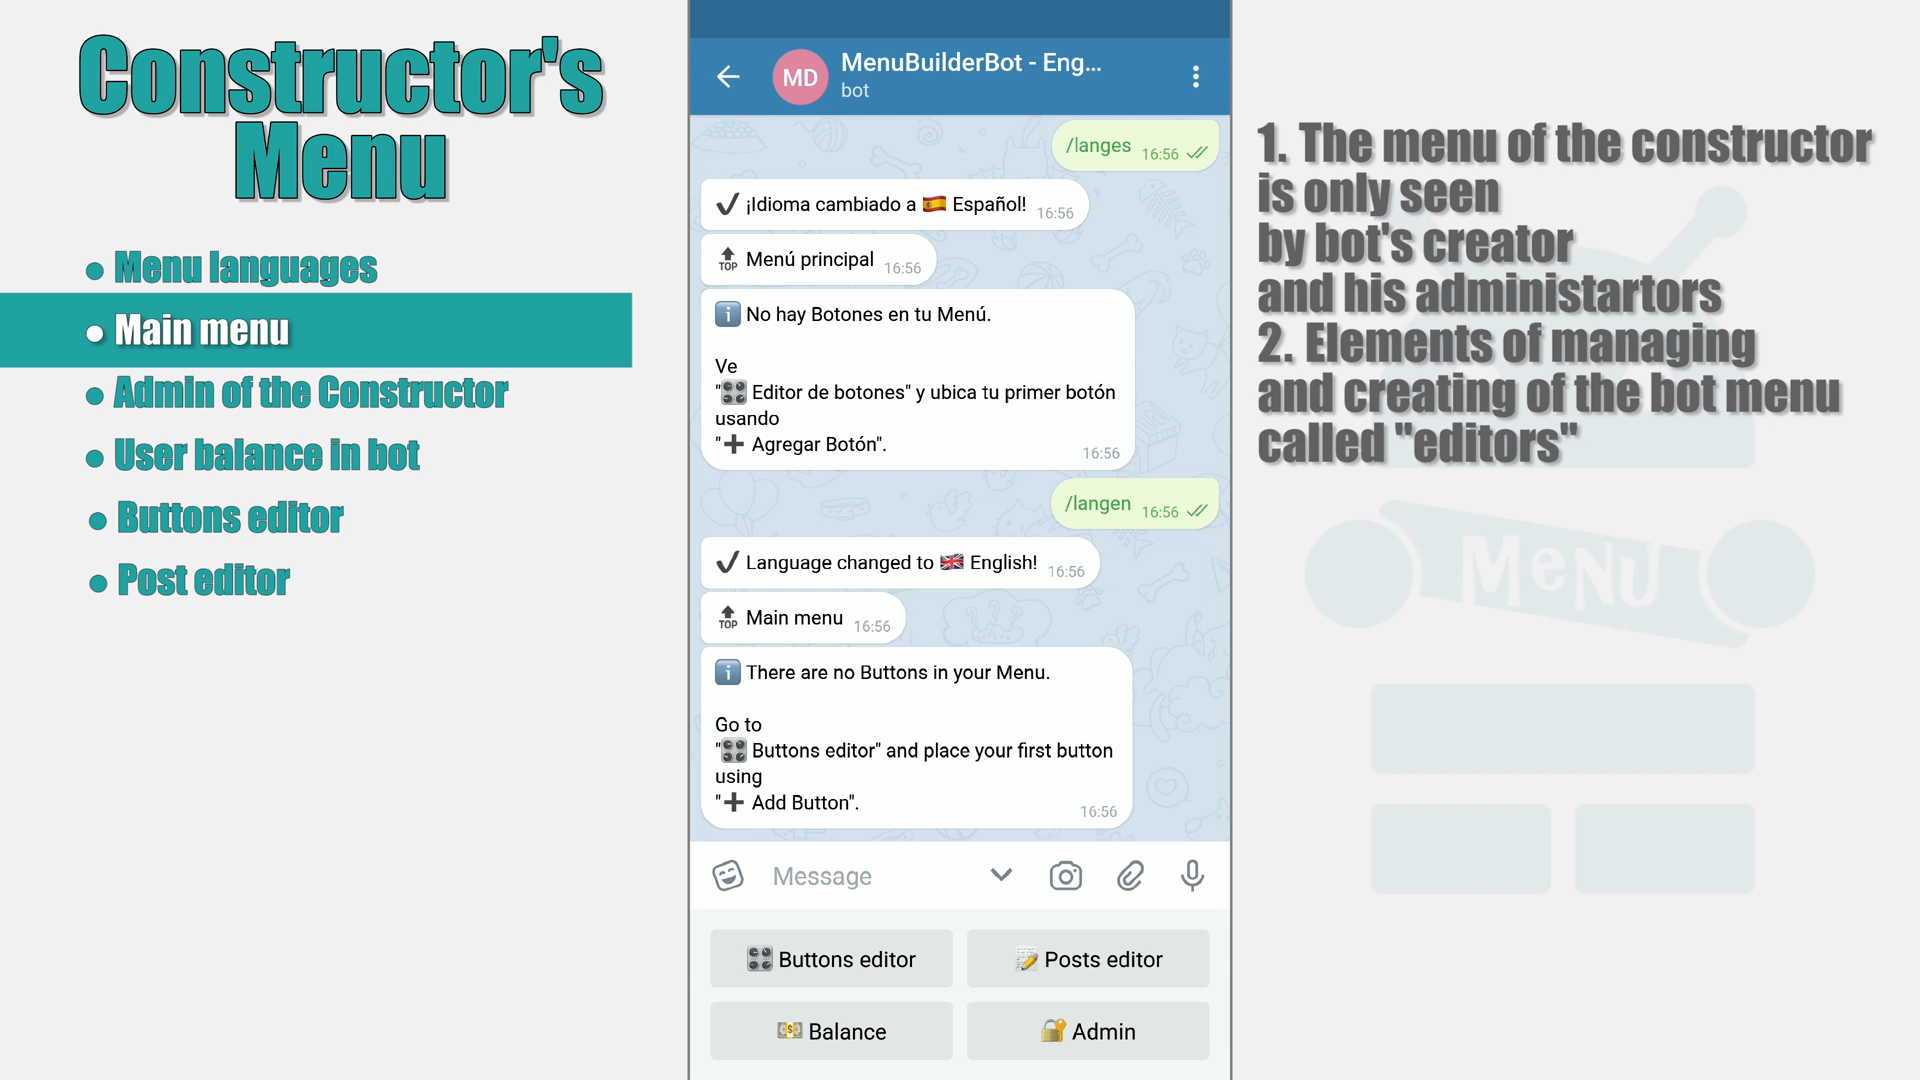 Constructor's
Menu
• Menu languages
• Main menu
• Admin of the Constructor
• User balance in bot
• Buttons editor
• Post editor
MD
MenuBuilderBot - Eng...
bot
/langes 16:56
✔ ¡Idioma cambiado a 🇪🇸 Español! 16:56
🔝 Menú principal 16:56
ℹ️ No hay Botones en tu Menú.
Ve
"🎛 Editor de botones" y ubica tu primer botón
usando
"➕ Agregar Botón". 16:56
/langen 16:56
✔ Language changed to 🇬🇧 English! 16:56
🔝 Main menu 16:56
ℹ️ There are no Buttons in your Menu.
Go to
"🎛 Buttons editor" and place your first button
using
"➕ Add Button". 16:56
Message
🎛 Buttons editor
📝 Posts editor
💵 Balance
🔐 Admin
1. The menu of the constructor
is only seen
by bot's creator
and his administartors
2. Elements of managing
and creating of the bot menu
called "editors"
MeNU